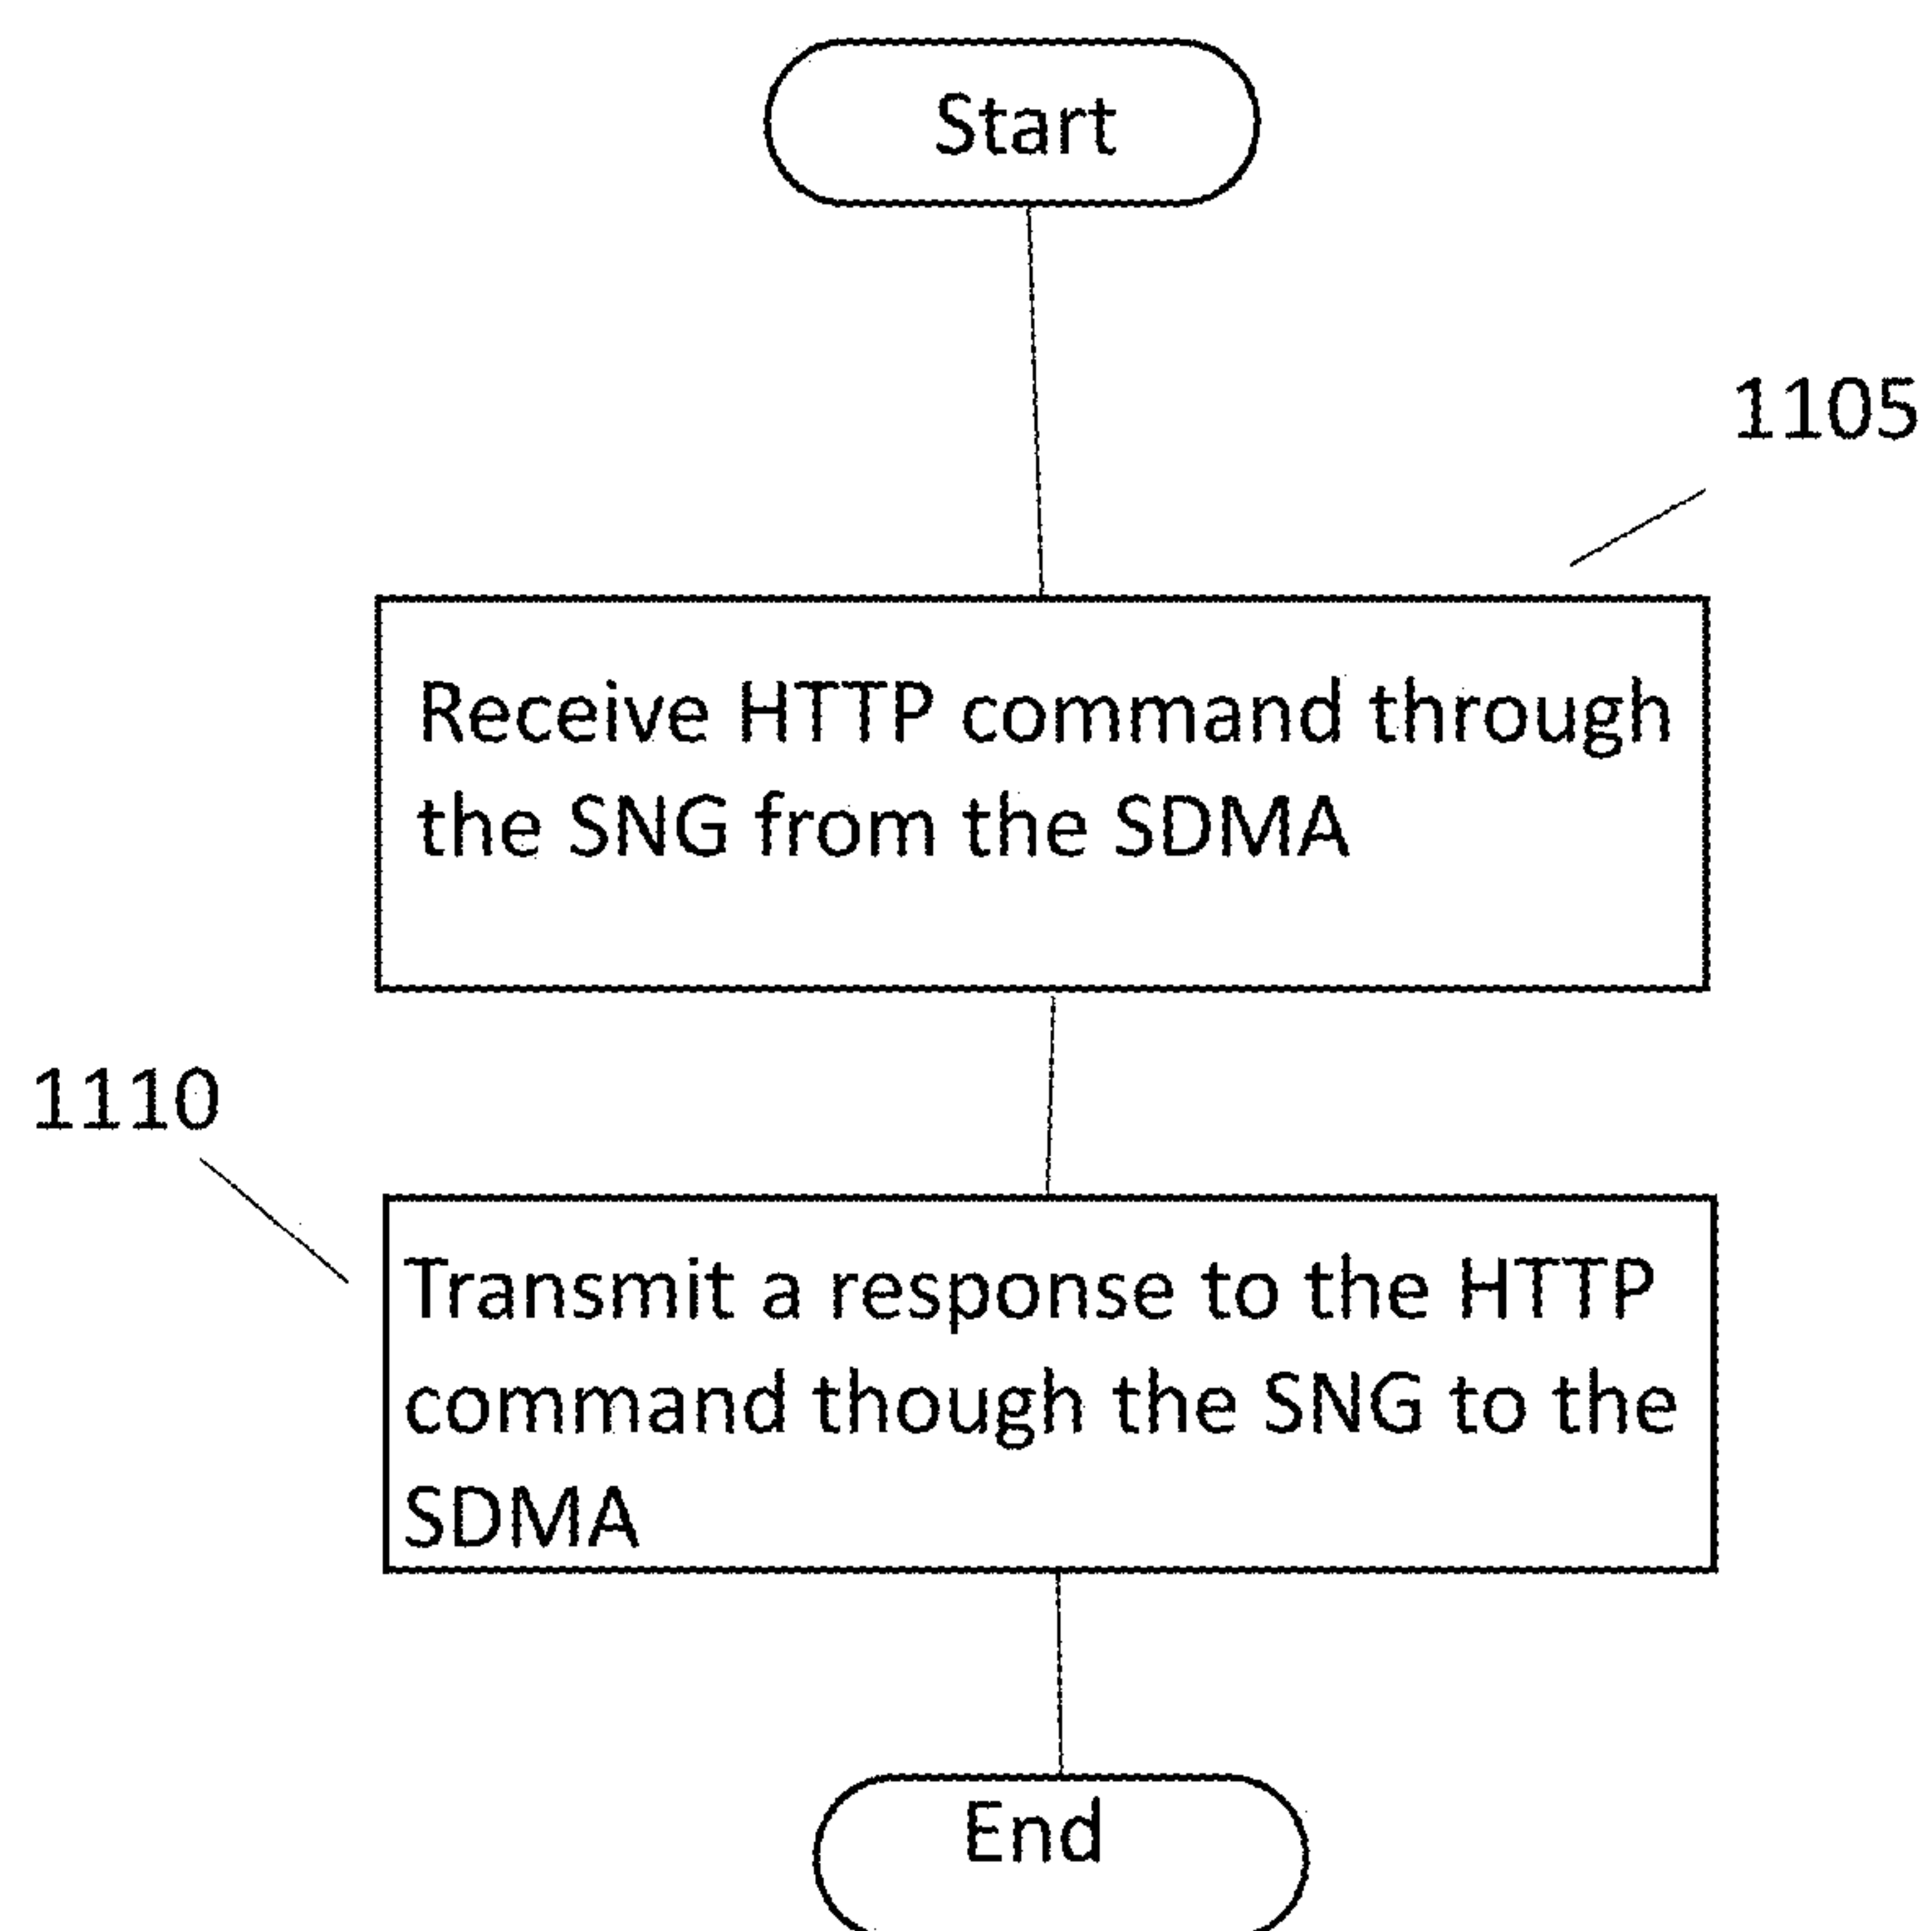 Start
1105
Receive HTTP command through
the SNG from the SDMA
1110
Transmit a response to the HTTP
command though the SNG to the
SDMA
End